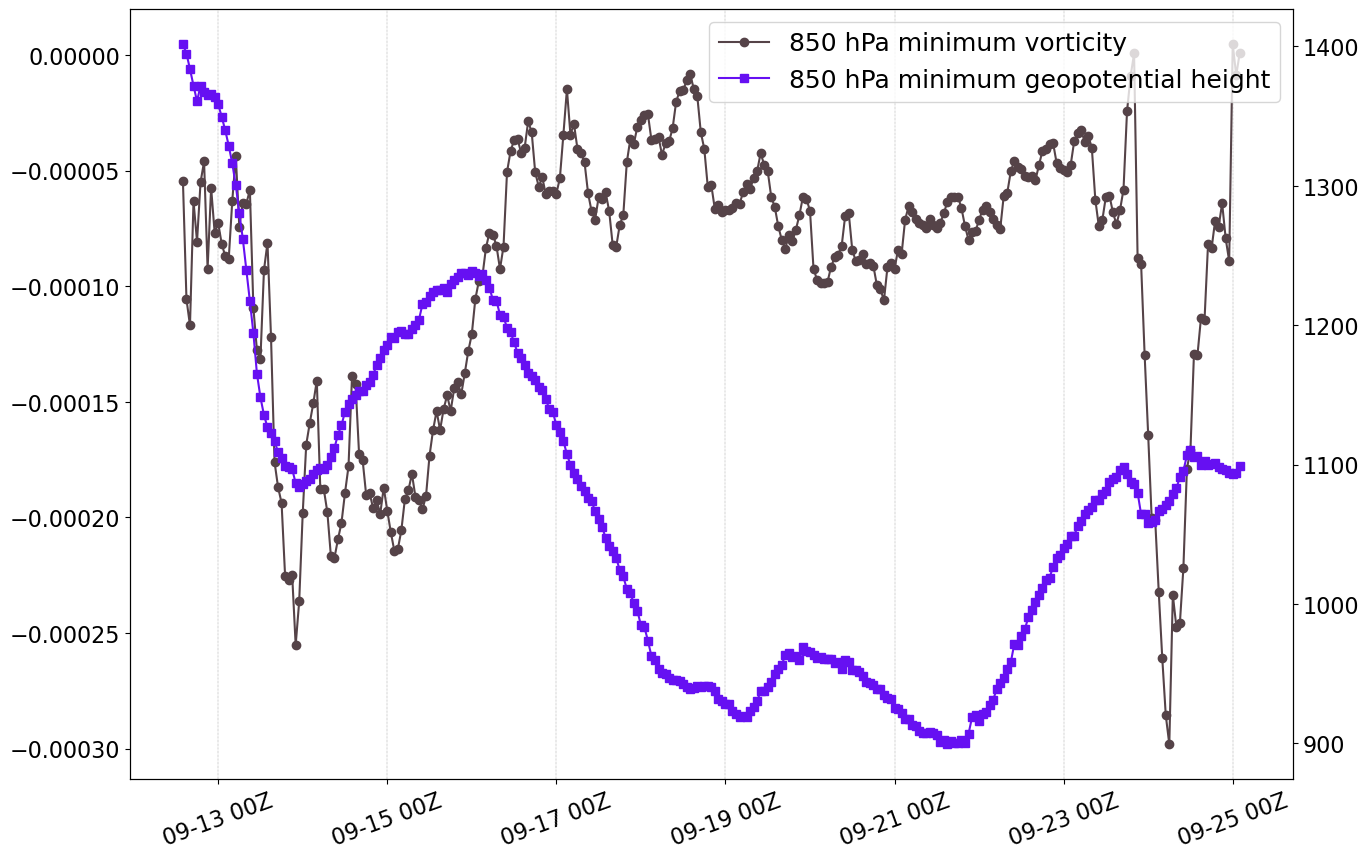 850 hPa minimum vorticity
850 hPa minimum geopotential height
0.00000
−0.00005
−0.00010
−0.00015
−0.00020
−0.00025
−0.00030
1400
1300
1200
1100
1000
900
09-13 00Z
09-15 00Z
09-17 00Z
09-19 00Z
09-21 00Z
09-23 00Z
09-25 00Z